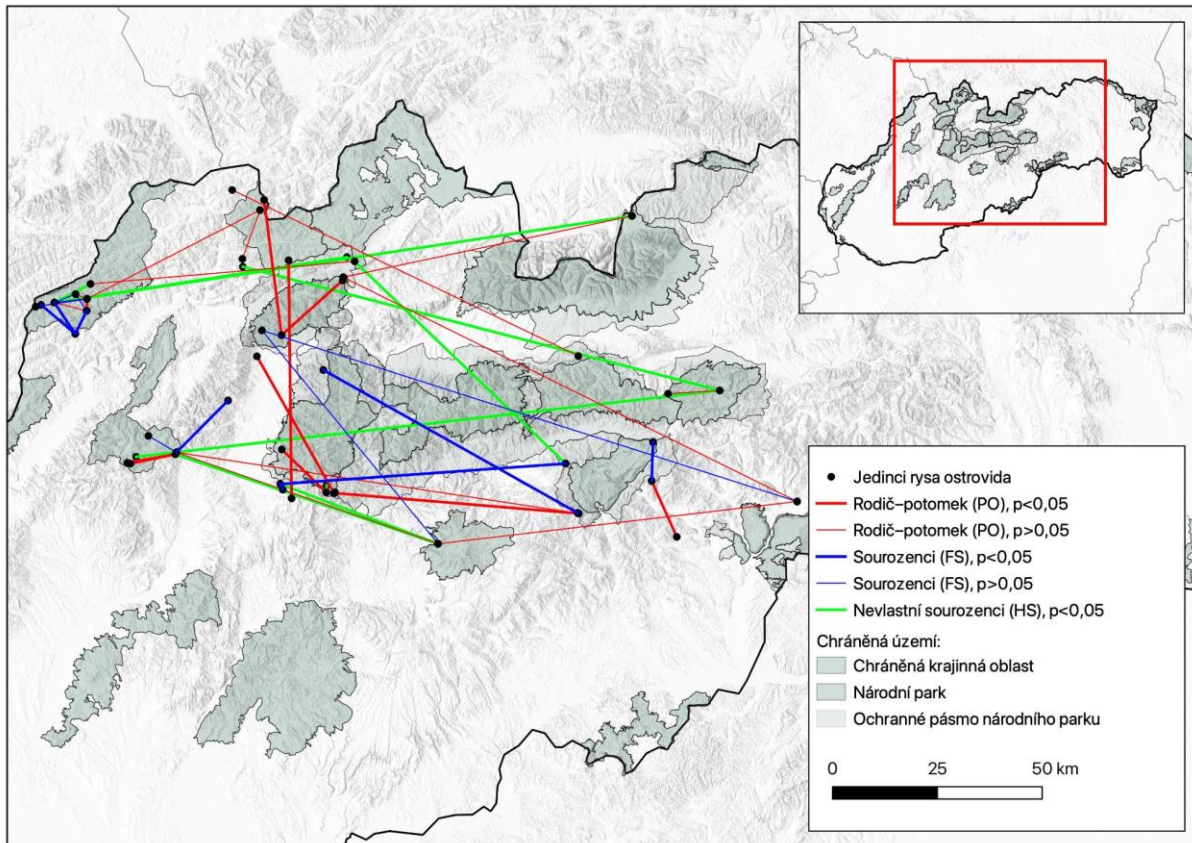 Jedinci rysa ostrovida
Rodič–potomek (PO), p<0,05
Rodič–potomek (PO), p>0,05
Sourozenci (FS), p<0,05
Sourozenci (FS), p>0,05
Nevlastní sourozenci (HS), p<0,05
Chráněná území:
Chráněná krajinná oblast
Národní park
Ochranné pásmo národního parku
0 25 50 km